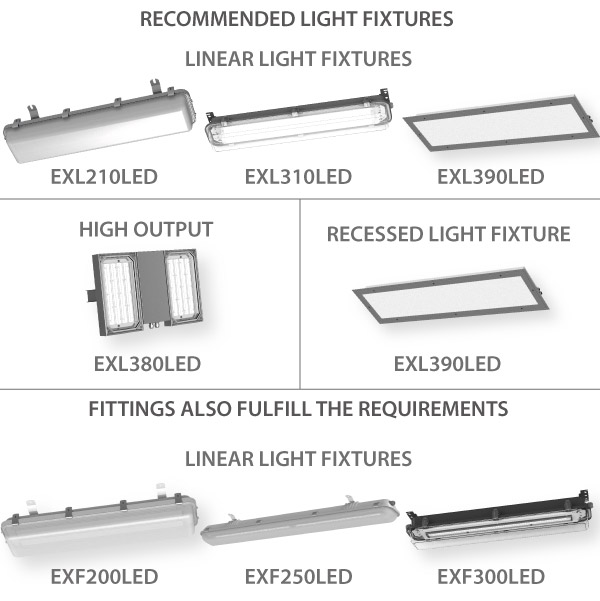 RECOMMENDED LIGHT FIXTURES
LINEAR LIGHT FIXTURES
EXL210LED EXL310LED EXL390LED
HIGH OUTPUT
EXL380LED
RECESSED LIGHT FIXTURE
EXL390LED
FITTINGS ALSO FULFILL THE REQUIREMENTS
LINEAR LIGHT FIXTURES
EXF200LED EXF250LED EXF300LED